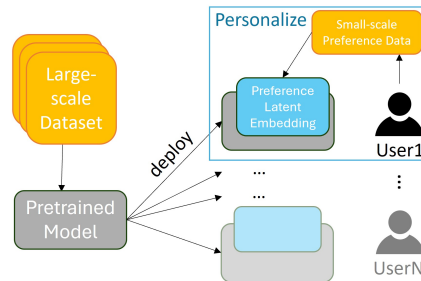 Personalize
Small-scale
Preference Data
Large-
scale
Dataset
Preference
Latent
Embedding
deploy
User1
...
...
...
Pretrained
Model
UserN